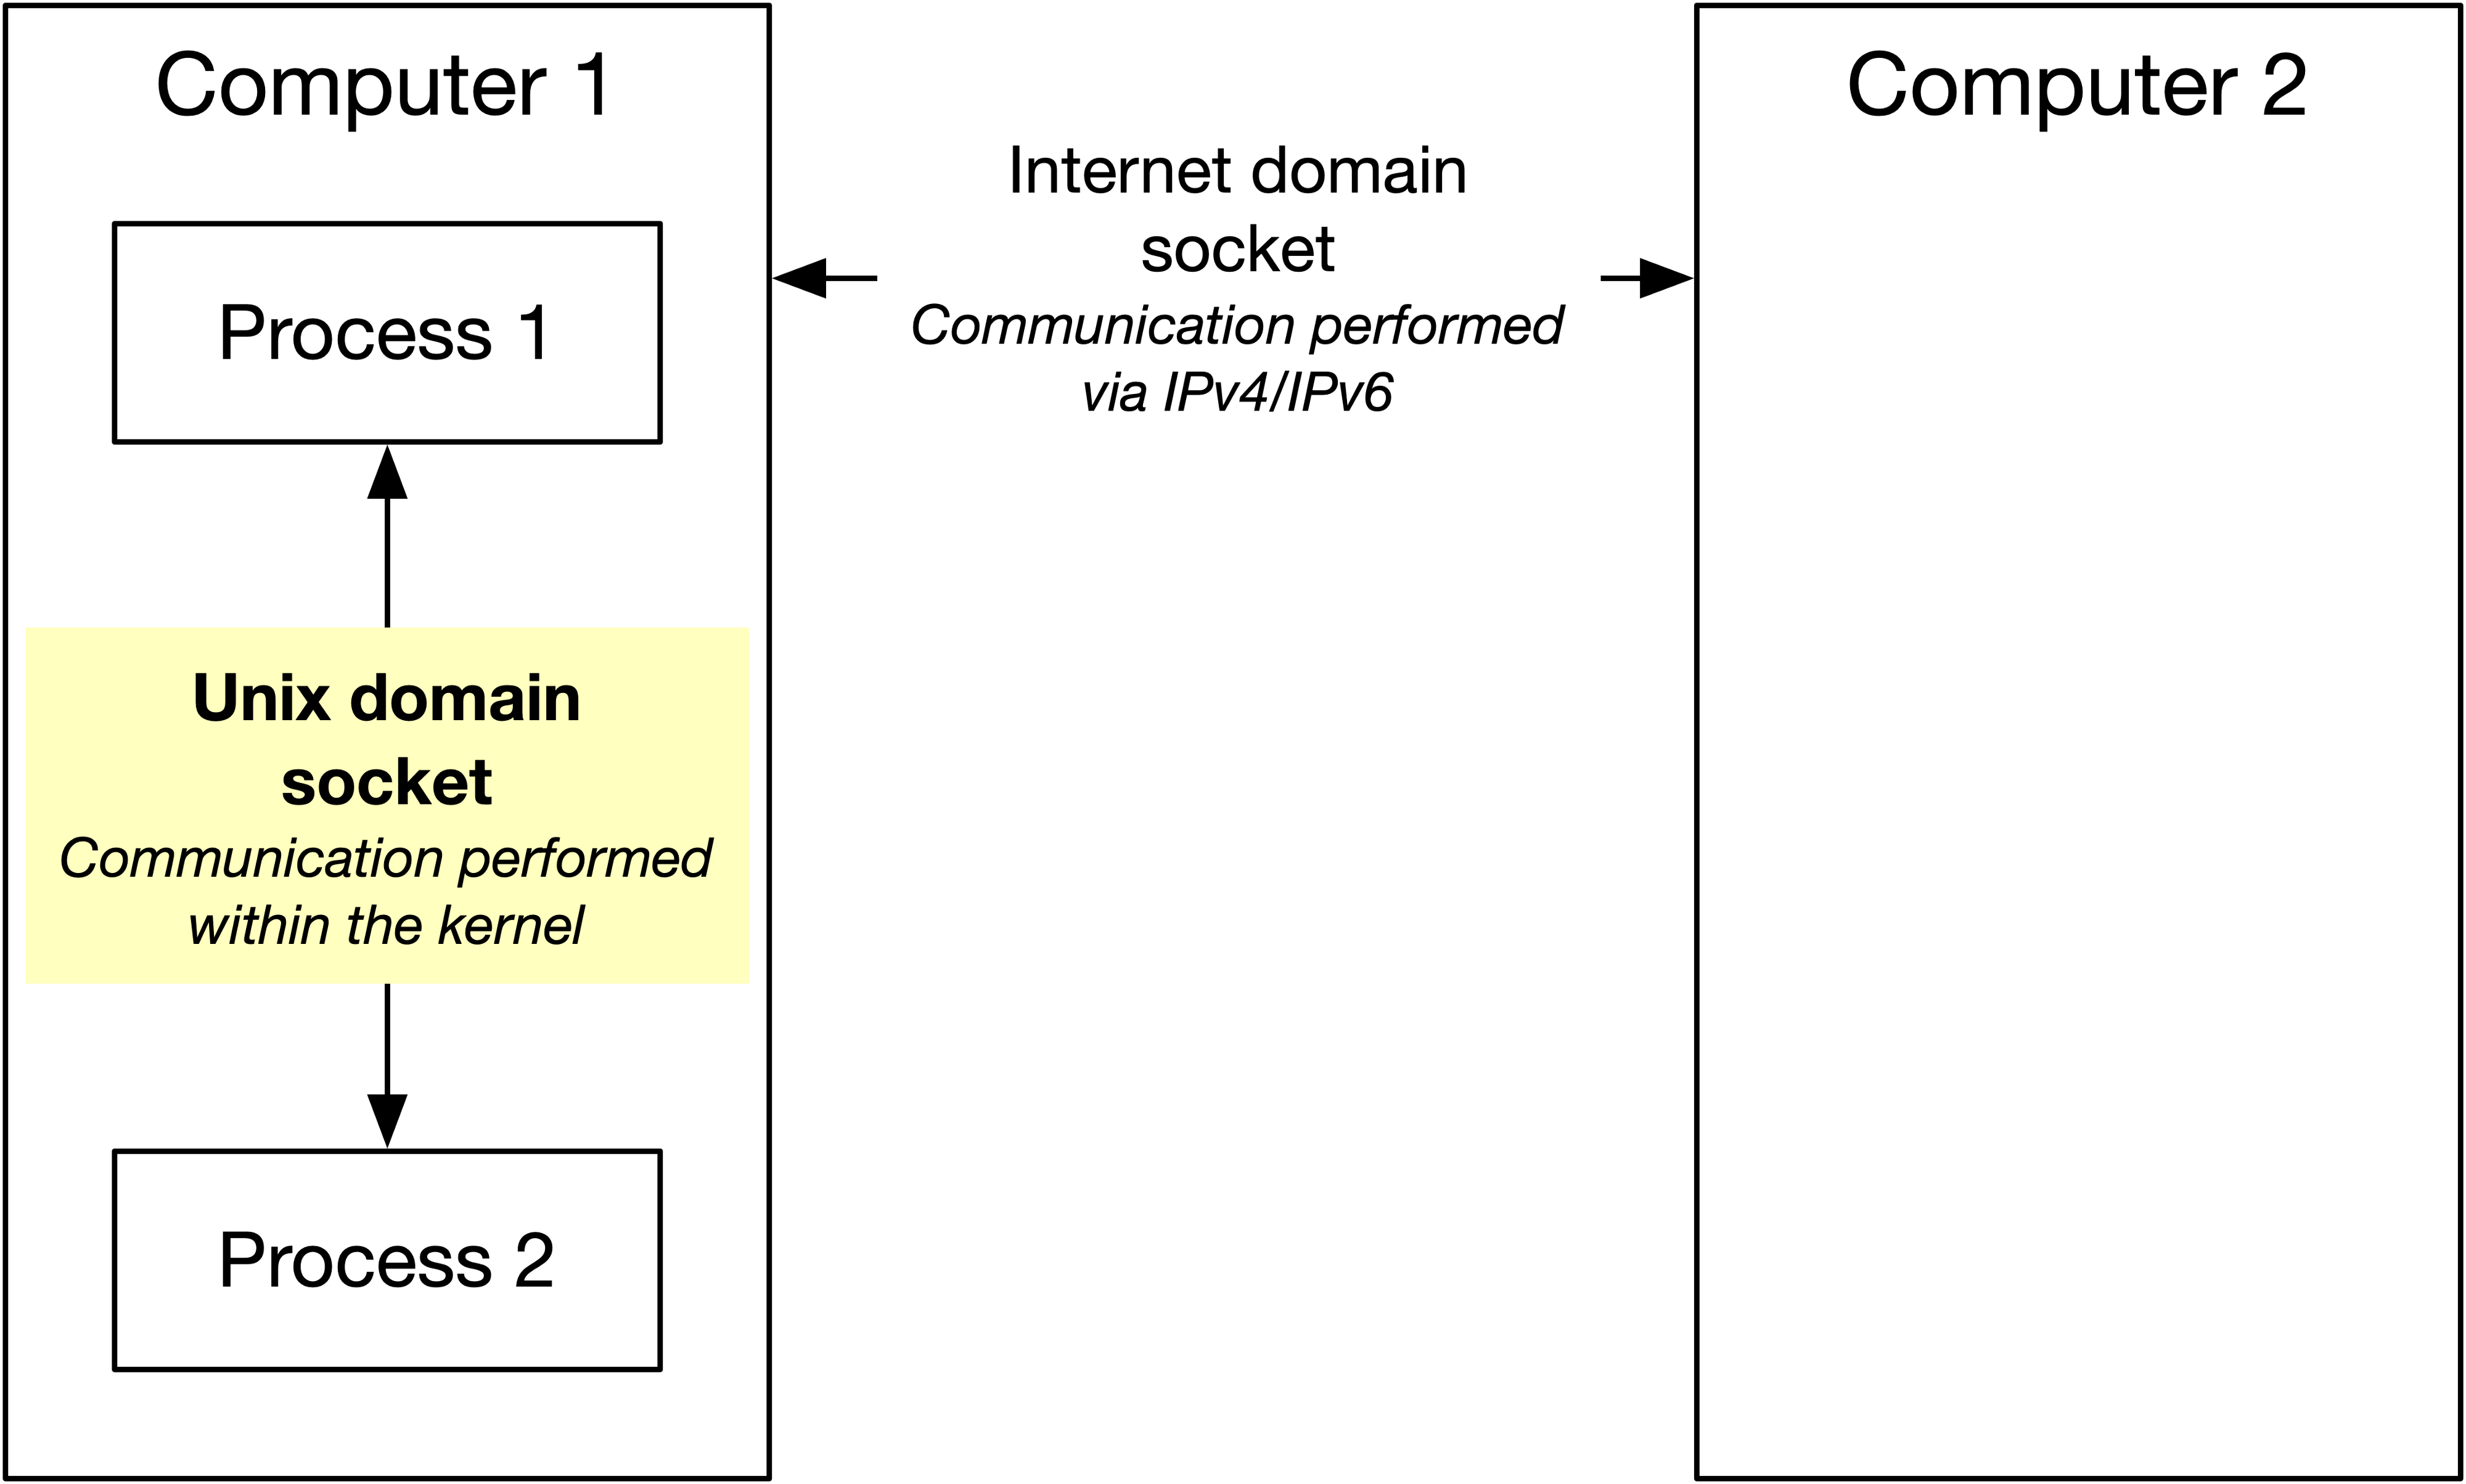 Computer 1
Process 1
Unix domain
socket
Communication performed
within the kernel
Process 2
Internet domain
socket
Communication performed
via IPv4/IPv6
Computer 2